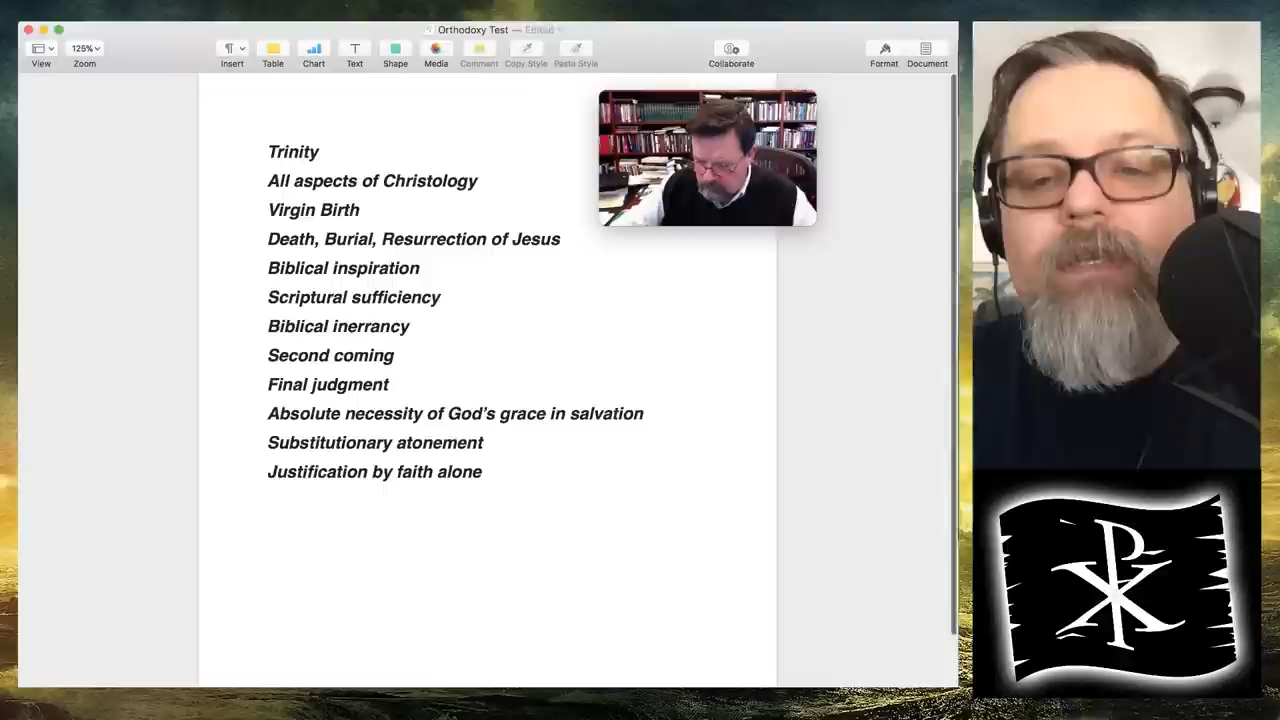 Orthodoxy Test — Edited
125%
View
Zoom
Insert
Table
Chart
Text
Shape
Media
Comment
Copy Style
Paste Style
Collaborate
Format
Document
Trinity
All aspects of Christology
Virgin Birth
Death, Burial, Resurrection of Jesus
Biblical inspiration
Scriptural sufficiency
Biblical inerrancy
Second coming
Final judgment
Absolute necessity of God's grace in salvation
Substitutionary atonement
Justification by faith alone